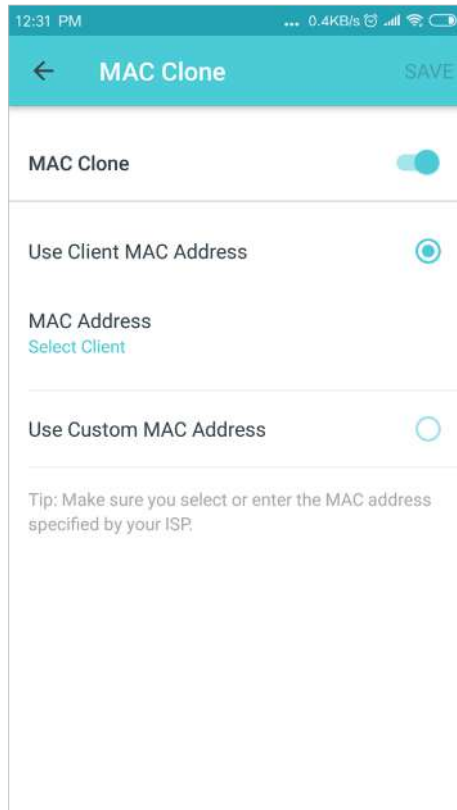 12:31 PM ... 0.4KB/s
MAC Clone SAVE
MAC Clone
Use Client MAC Address
MAC Address
Select Client
Use Custom MAC Address
Tip: Make sure you select or enter the MAC address
specified by your ISP.